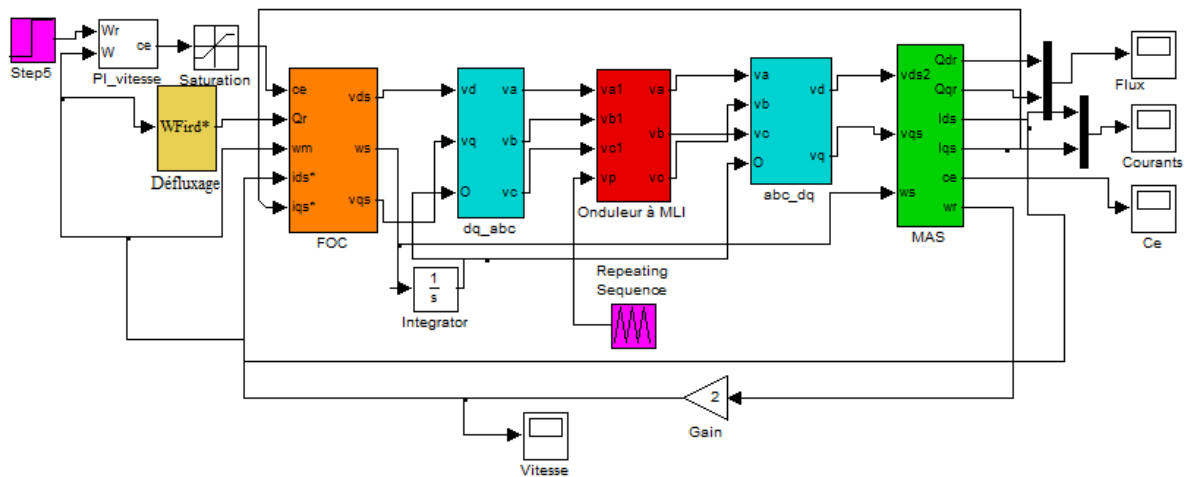 Step5
Wr
W
ce
PI_vitesse
Saturation
WFird*
Défluxage
ce
Qr
wm
ids*
iqs*
vds
ws
vqs
FOC
vd
vq
O
va
vb
vc
dq_abc
va1
vb1
vc1
vp
va
vb
vc
Onduleur à MLI
va
vb
vc
O
vd
vq
abc_dq
vds2
vqs
ws
Qdr
Qqr
Ids
Iqs
ce
wr
MAS
Flux
Courants
Ce
1
s
Integrator
Repeating
Sequence
2
Gain
Vitesse